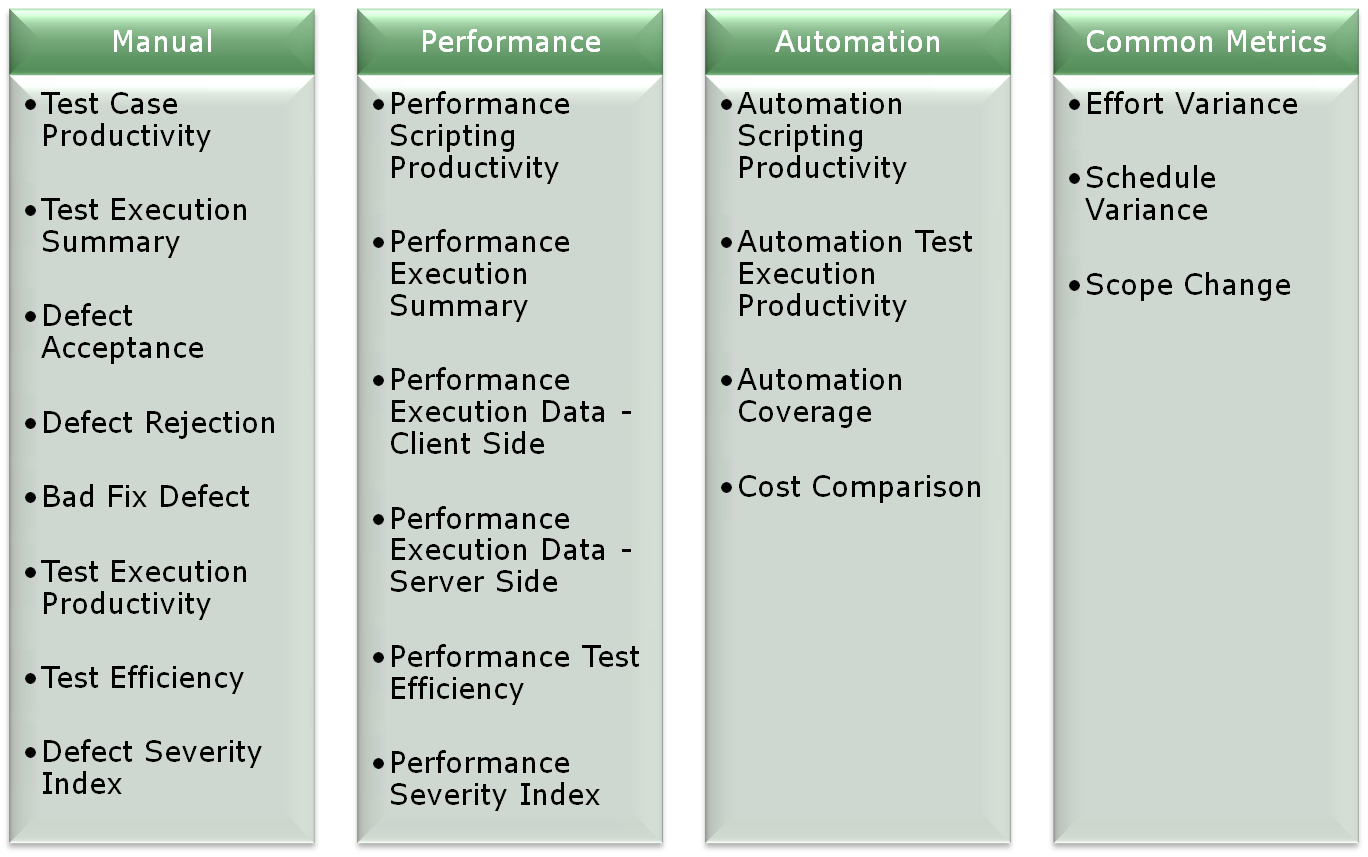 Manual
•Test Case
Productivity
•Test Execution
Summary
•Defect
Acceptance
•Defect Rejection
•Bad Fix Defect
•Test Execution
Productivity
•Test Efficiency
•Defect Severity
Index
Performance
•Performance
Scripting
Productivity
•Performance
Execution
Summary
•Performance
Execution Data -
Client Side
•Performance
Execution Data -
Server Side
•Performance Test
Efficiency
•Performance
Severity Index
Automation
•Automation
Scripting
Productivity
•Automation Test
Execution
Productivity
•Automation
Coverage
•Cost Comparison
Common Metrics
•Effort Variance
•Schedule
Variance
•Scope Change